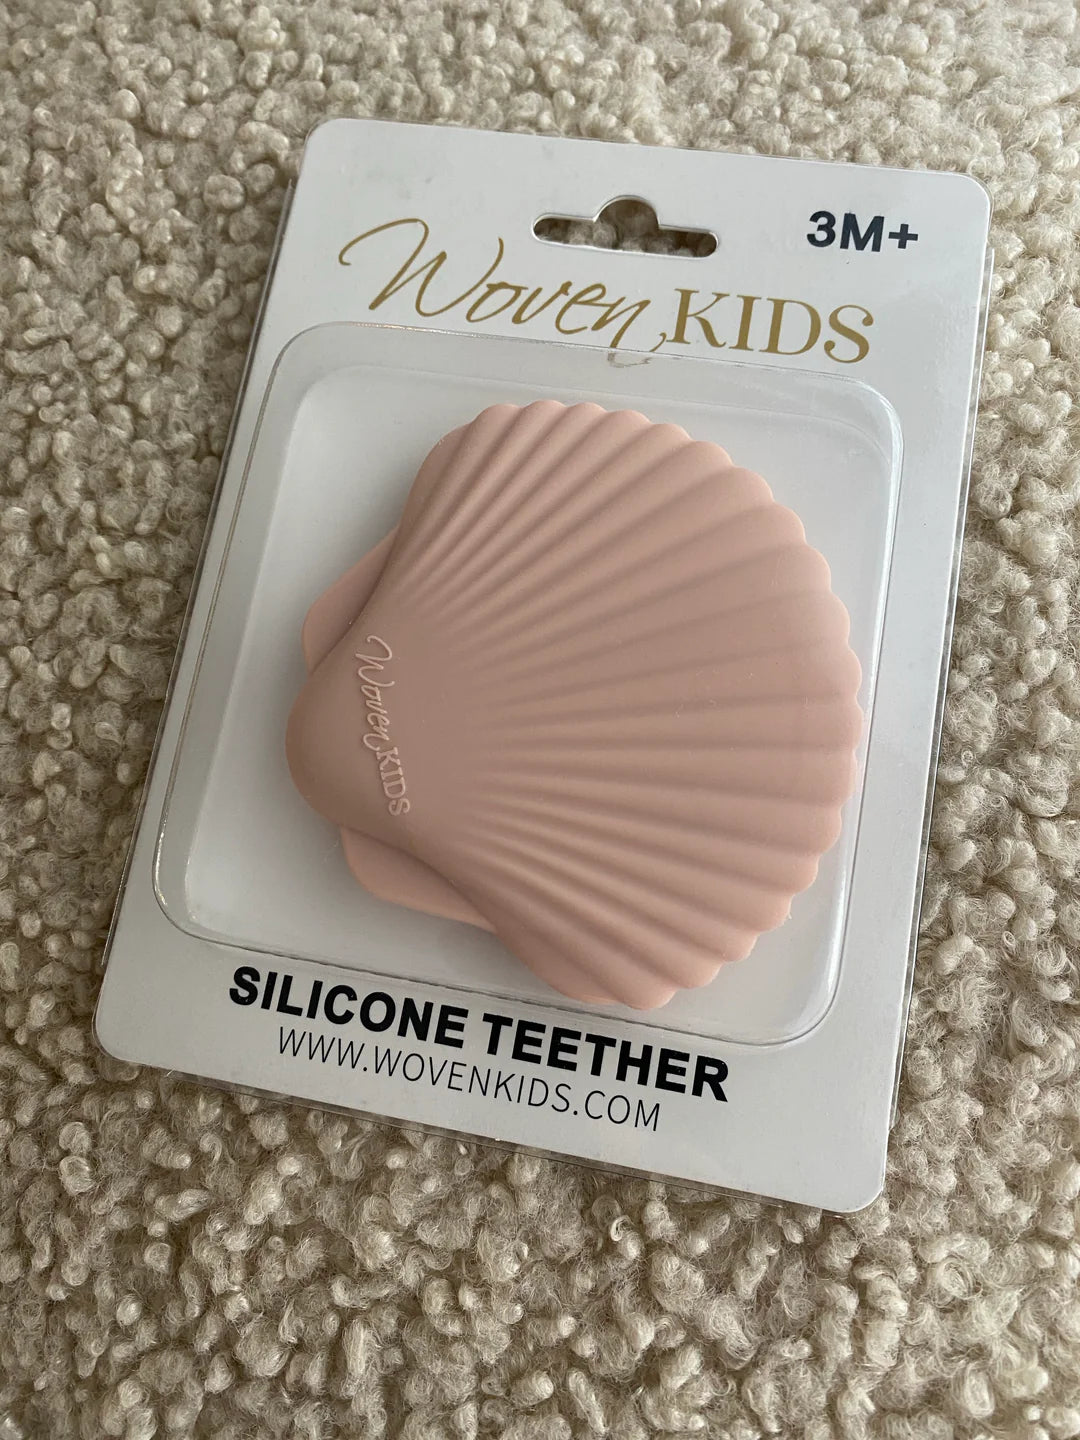 3M+
Woven KIDS
Woven KIDS
SILICONE TEETHER
WWW.WOVENKIDS.COM